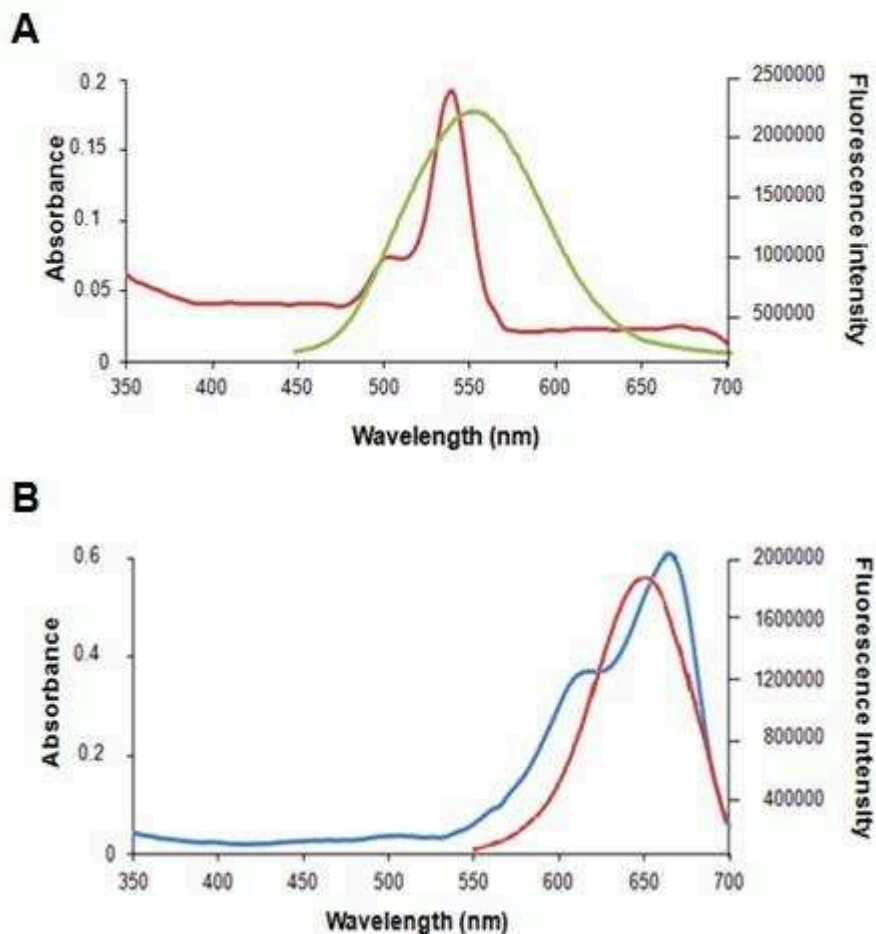 A
Absorbance
0.2
0.15
0.1
0.05
0
350 400 450 500 550 600 650 700
Wavelength (nm)
2500000
2000000
1500000
1000000
500000
Fluorescence intensity
B
Absorbance
0.6
0.4
0.2
0
350 400 450 500 550 600 650 700
Wavelength (nm)
2000000
1600000
1200000
800000
400000
Fluorescence Intensity